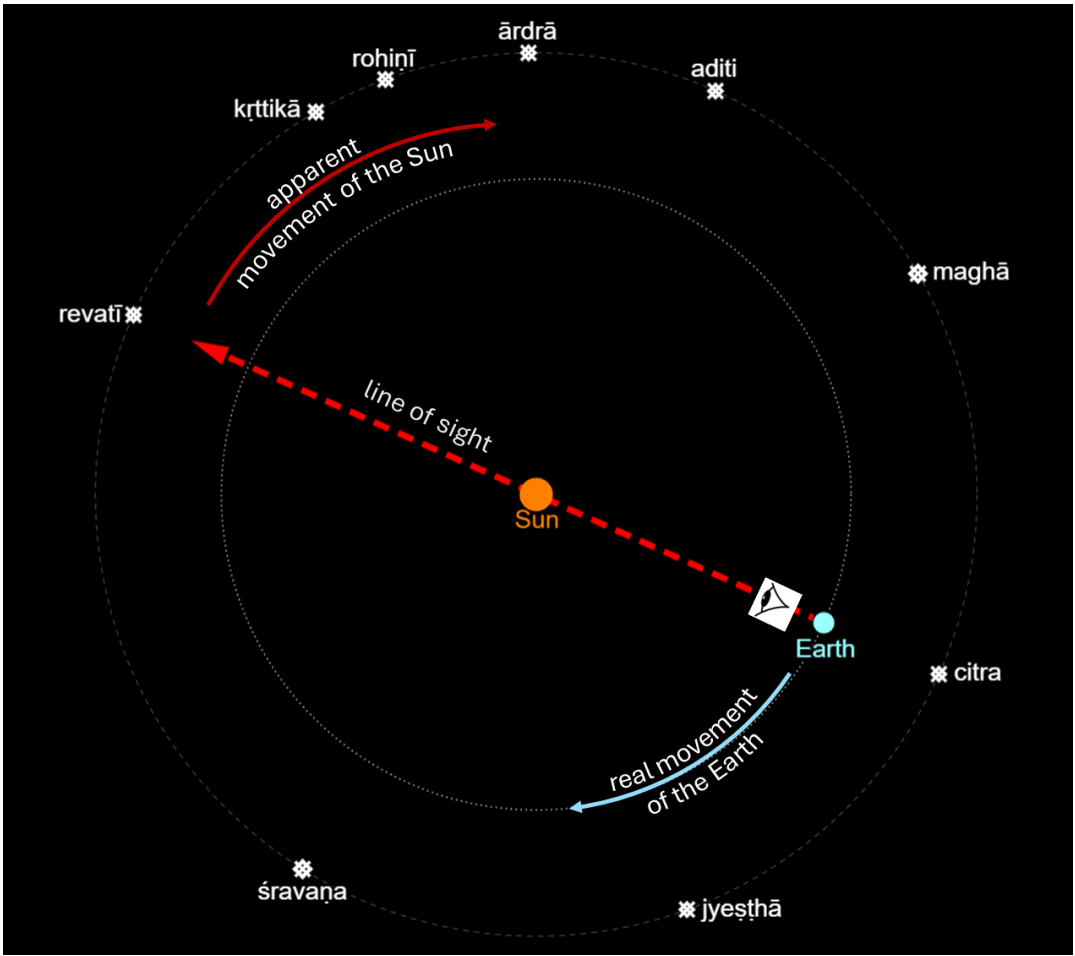 ārdrā
rohiṇī
aditi
kṛttikā
apparent
movement of the Sun
maghā
revatī
line of sight
Sun
Earth
citra
real movement
of the Earth
śravaṇa
jyeṣṭhā